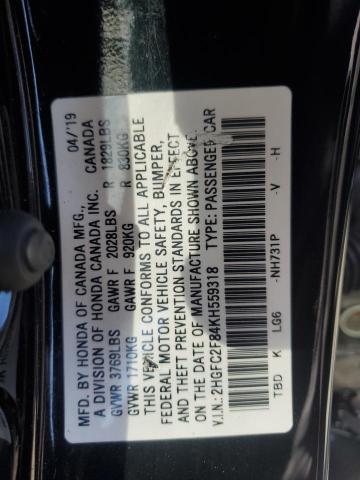 MFD. BY HONDA OF CANADA MFG., 04/'19
A DIVISION OF HONDA CANADA INC. CANADA
GVWR 3769LBS GAWR F 2028LBS R 1829LBS
GVWR 1710KG GAWR F 920KG R 830KG
THIS VEHICLE CONFORMS TO ALL APPLICABLE
FEDERAL MOTOR VEHICLE SAFETY, BUMPER,
AND THEFT PREVENTION STANDARDS IN EFFECT
ON THE DATE OF MANUFACTURE SHOWN ABOVE.
V.I.N.: 2HGFC2F84KH559318 TYPE: PASSENGER CAR
TBD K LG6 -NH731P -V -H